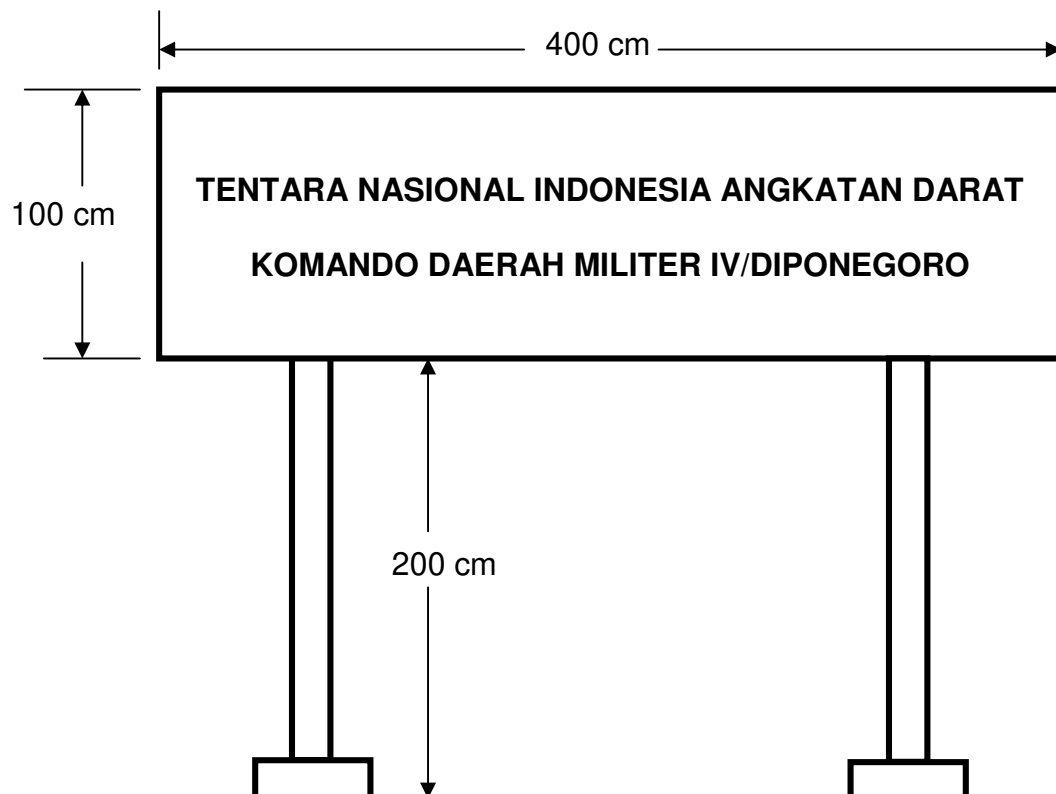 400 cm
TENTARA NASIONAL INDONESIA ANGKATAN DARAT
100 cm
KOMANDO DAERAH MILITER IV/DIPONEGORO
200 cm